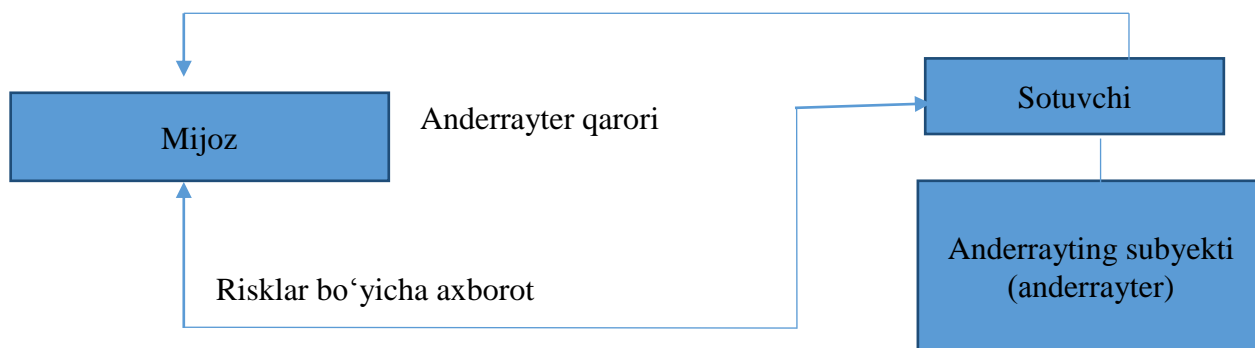 Sotuvchi
Mijoz
Anderrayter qarori
Anderrayting subyekti
(anderrayter)
Risklar bo‘yicha axborot